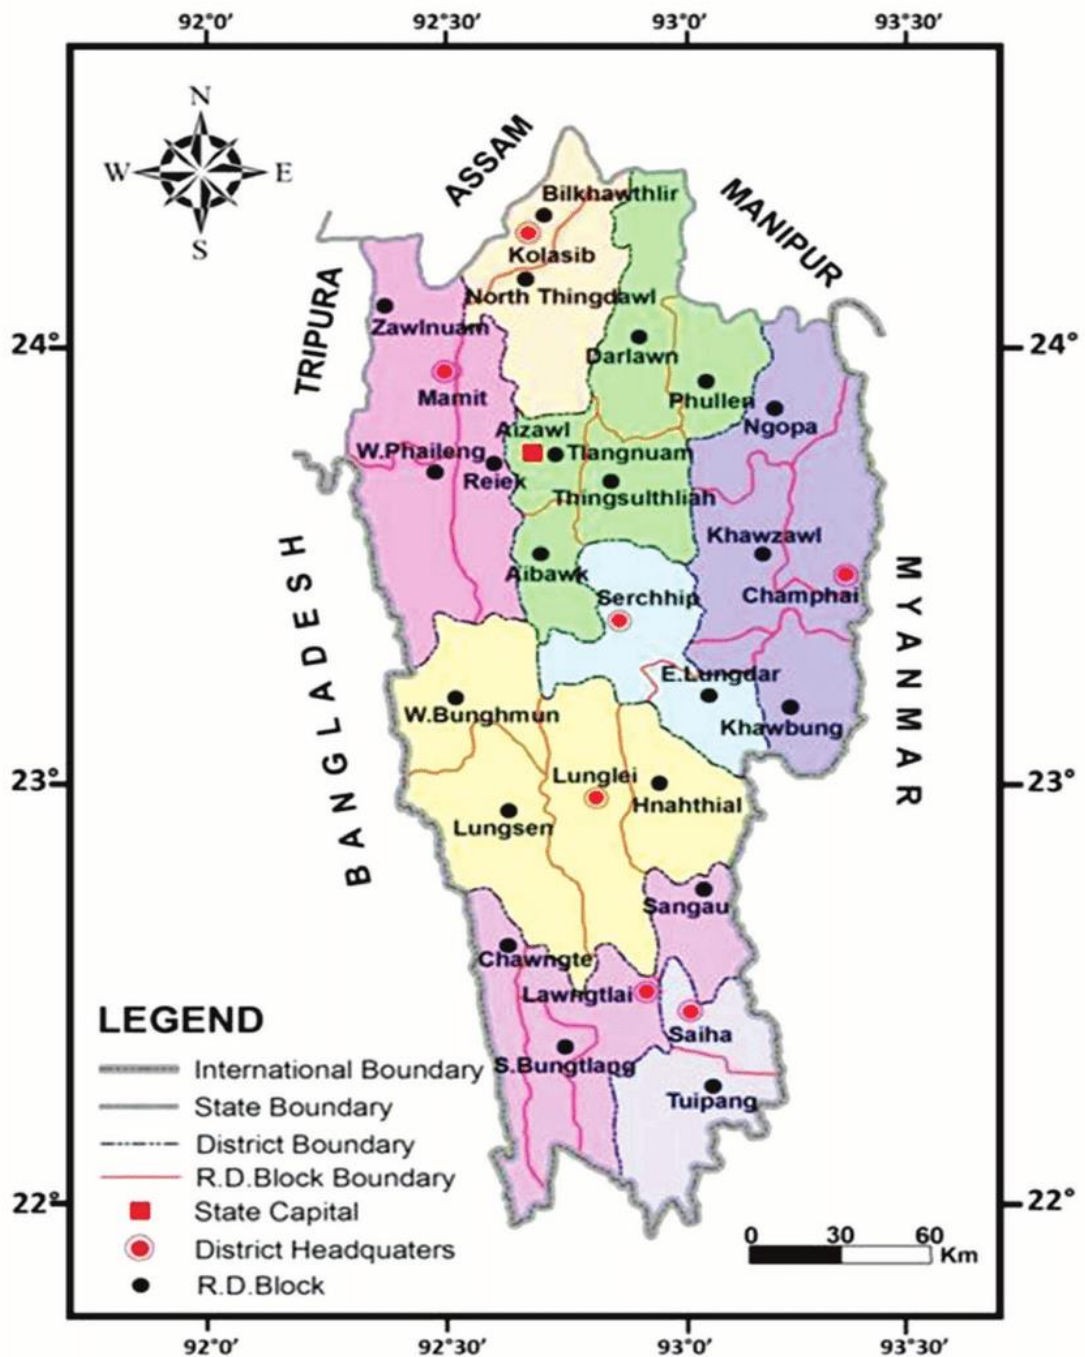 92°0'
92°30'
93°0'
93°30'
N
W
E
S
ASSAM
MANIPUR
TRIPURA
BANGLADESH
MYANMAR
24°
24°
23°
23°
22°
22°
Bilkhawthlir
Kolasib
North Thingdawl
Zawlnuam
Darlawn
Mamit
Phullen
Ngopa
Aizawl
W.Phaileng
Tlangnuam
Reiek
Thingsulthliah
Khawzawl
Aibawk
Champhai
Serchhip
E.Lungdar
W.Bunghmun
Khawbung
Lunglei
Hnahthial
Lungsen
Sangau
Chawngte
Lawngtlai
Saiha
S.Bungtlang
Tuipang
LEGEND
International Boundary
State Boundary
District Boundary
R.D.Block Boundary
State Capital
District Headquaters
R.D.Block
0 30 60
Km
92°0'
92°30'
93°0'
93°30'